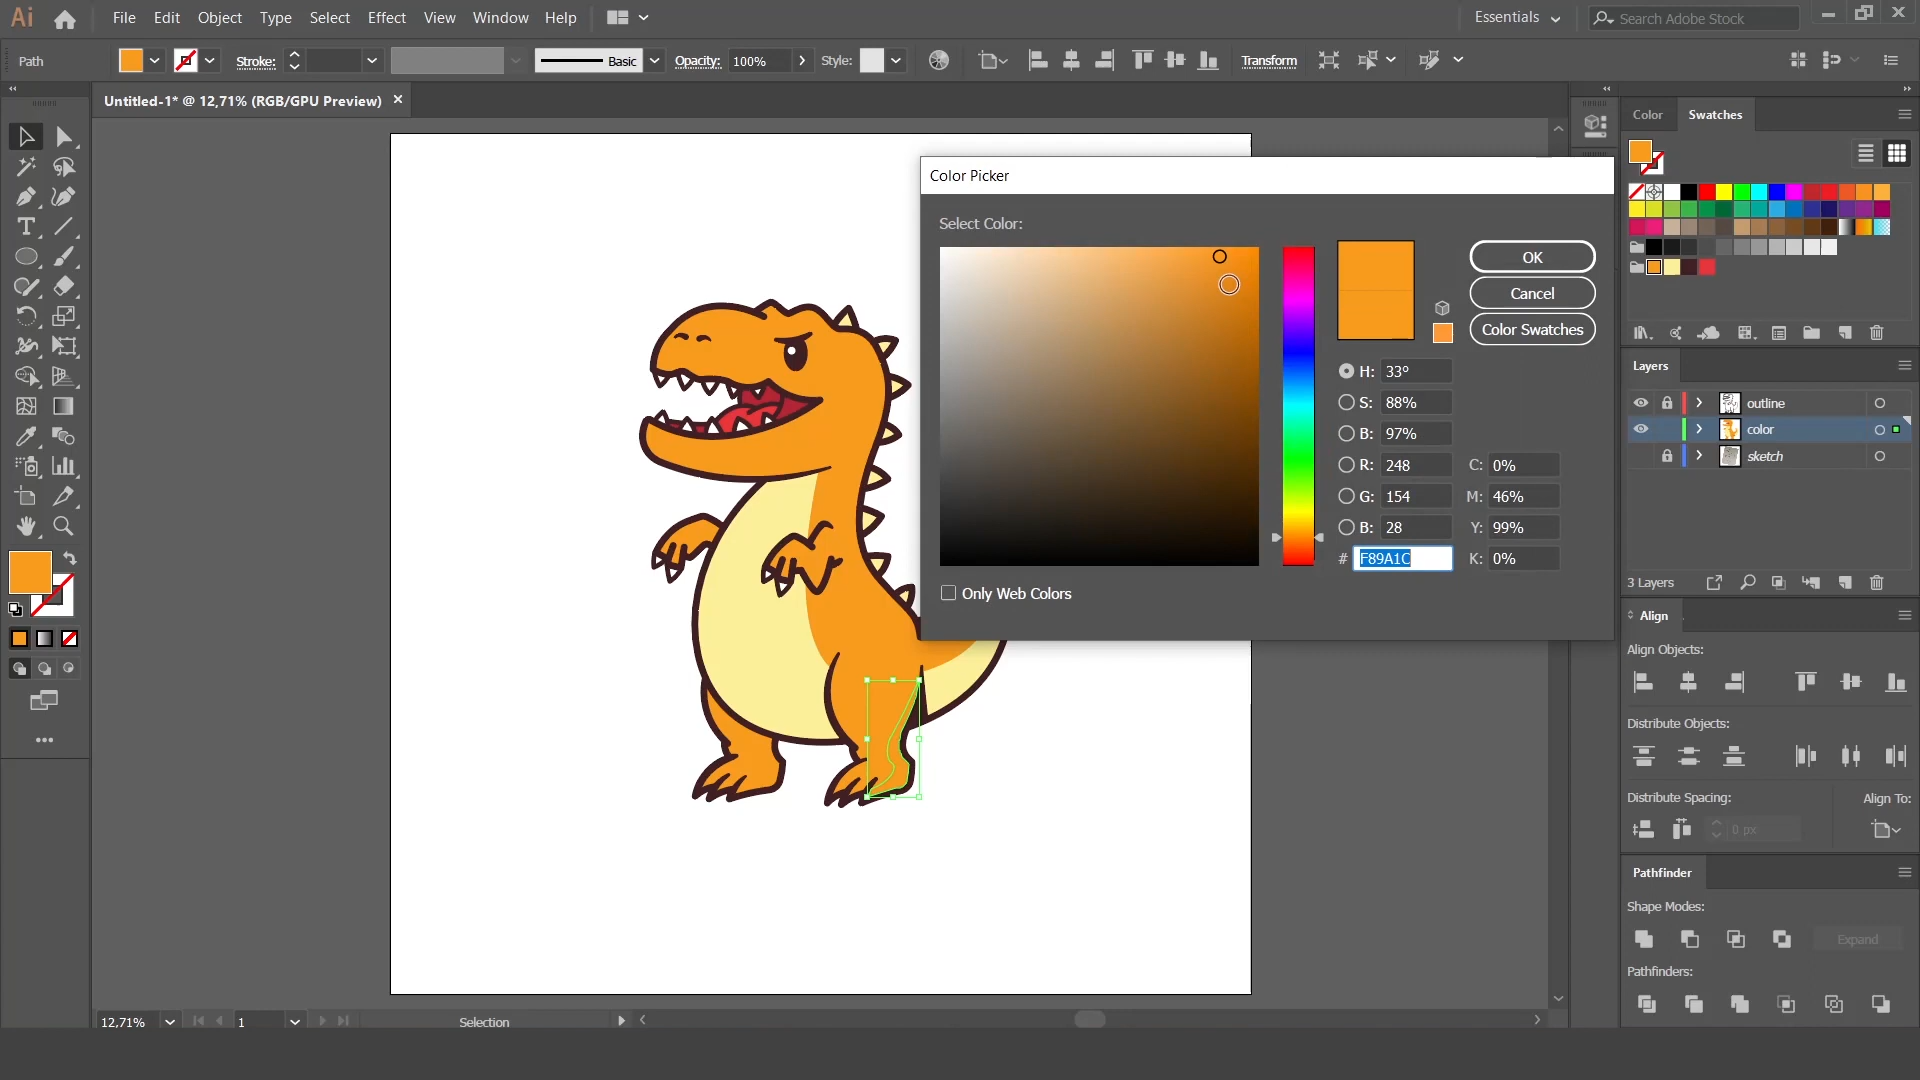 Ai File Edit Object Type Select Effect View Window Help Essentials Search Adobe Stock
Path Stroke: Basic Opacity: 100% Style: Transform
Untitled-1* @ 12,71% (RGB/GPU Preview)
Color Picker
Select Color:
OK
Cancel
Color Swatches
H: 33°
S: 88%
B: 97%
R: 248 C: 0%
G: 154 M: 46%
B: 28 Y: 99%
# F89A1C K: 0%
Only Web Colors
Color Swatches
Layers
outline
color
sketch
3 Layers
Align
Align Objects:
Distribute Objects:
Distribute Spacing: Align To:
0 px
Pathfinder
Shape Modes:
Expand
Pathfinders:
12,71% 1 Selection